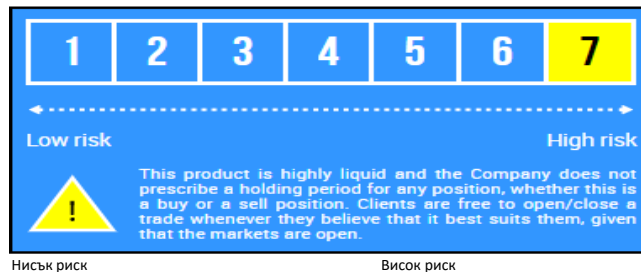 1 2 3 4 5 6 7
Low risk High risk
This product is highly liquid and the Company does not
prescribe a holding period for any position, whether this is
a buy or a sell position. Clients are free to open/close a
trade whenever they believe that it best suits them, given
that the markets are open.
!
Нисък риск Висок риск